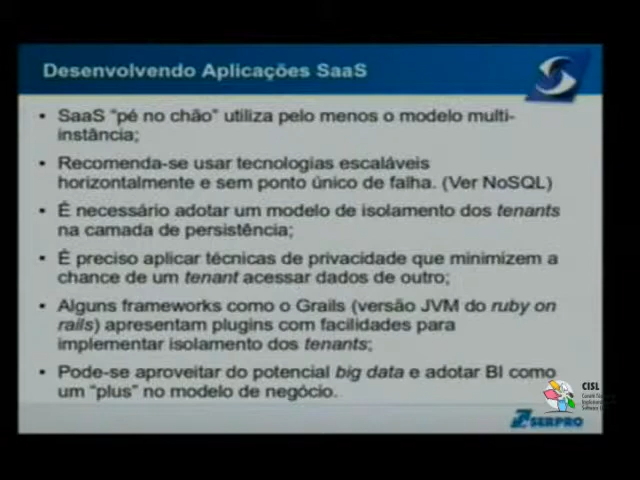 Desenvolvendo Aplicações SaaS
• SaaS "pé no chão" utiliza pelo menos o modelo multi-
instância;
• Recomenda-se usar tecnologias escaláveis
horizontalmente e sem ponto único de falha. (Ver NoSQL)
• É necessário adotar um modelo de isolamento dos tenants
na camada de persistência;
• É preciso aplicar técnicas de privacidade que minimizem a
chance de um tenant acessar dados de outro;
• Alguns frameworks como o Grails (versão JVM do ruby on
rails) apresentam plugins com facilidades para
implementar isolamento dos tenants;
• Pode-se aproveitar do potencial big data e adotar BI como
um "plus" no modelo de negócio.
CISL
SERPRO